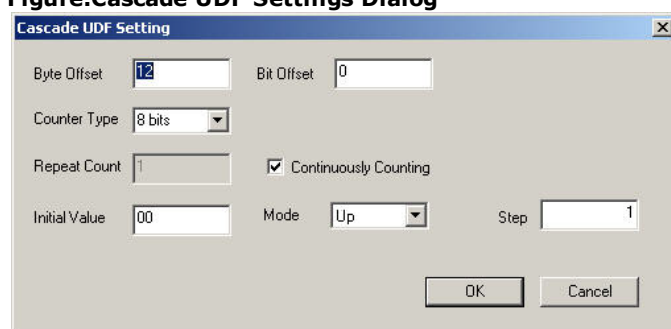 Figure:Cascade UDF Settings Dialog
Cascade UDF Setting
Byte Offset 12 Bit Offset 0
Counter Type 8 bits
Repeat Count 1 Continuously Counting
Initial Value 00 Mode Up Step 1
OK Cancel